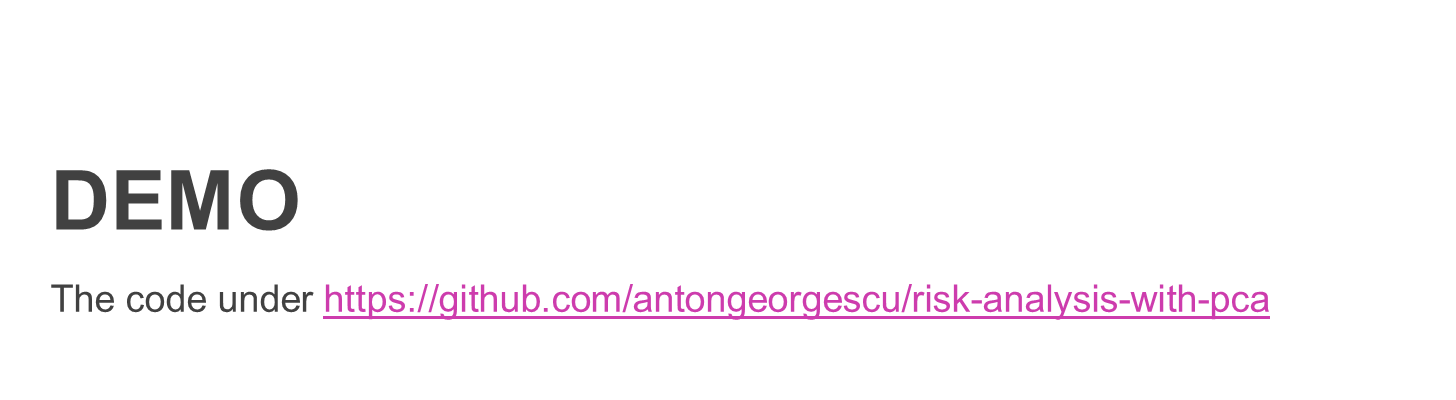 DEMO
The code under https://github.com/antongeorgescu/risk-analysis-with-pca